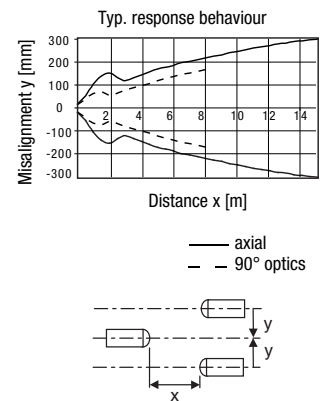 Typ. response behaviour
Misalignment y [mm]
300
200
100
0
-100
-200
-300
2 4 6 8 10 12 14
Distance x [m]
axial
90° optics
y
y
x